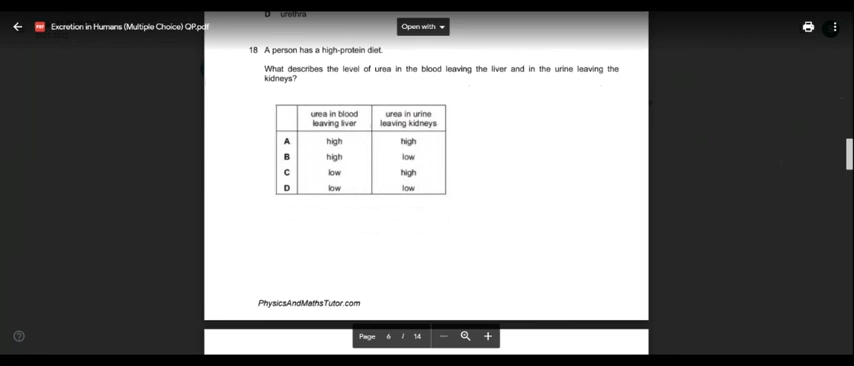 D urethra
Excretion in Humans (Multiple Choice) QP.pdf
Open with
18 A person has a high-protein diet.
What describes the level of urea in the blood leaving the liver and in the urine leaving the
kidneys?
urea in blood leaving liver urea in urine leaving kidneys
A high high
B high low
C low high
D low low
PhysicsAndMathsTutor.com
Page 6 / 14